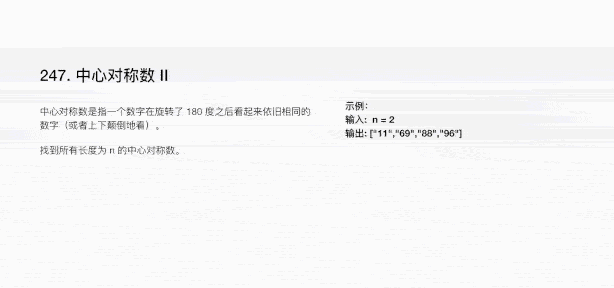 247. 中心对称数 II
中心对称数是指一个数字在旋转了 180 度之后看起来依旧相同的
数字（或者上下颠倒地看）。
找到所有长度为 n 的中心对称数。
示例：
输入: n = 2
输出: ["11","69","88","96"]